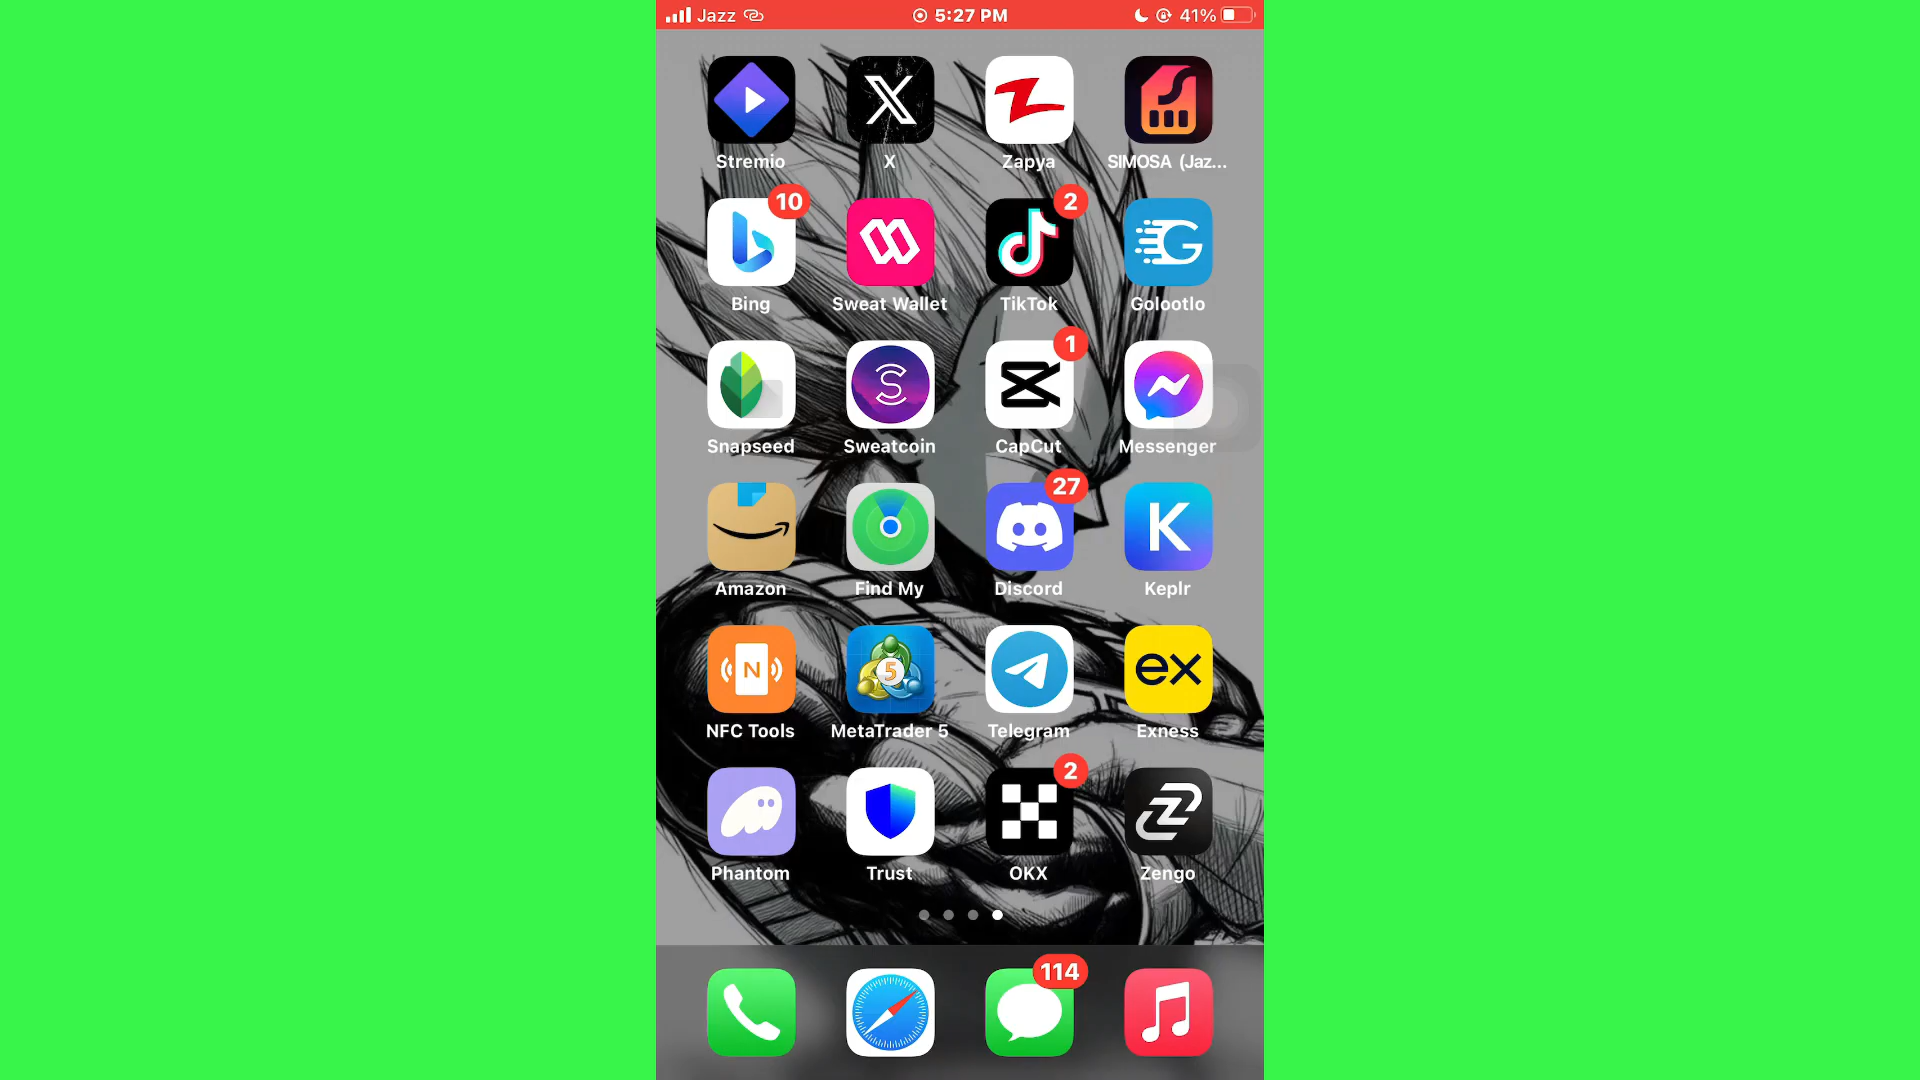 Jazz 5:27 PM 41%
Stremio X Zapya SIMOSA (Jaz...
10 2
Bing Sweat Wallet TikTok Golootlo
1
Snapseed Sweatcoin CapCut Messenger
27
K
Amazon Find My Discord Keplr
N 5 ex
NFC Tools MetaTrader 5 Telegram Exness
2
Phantom Trust OKX Zengo
114